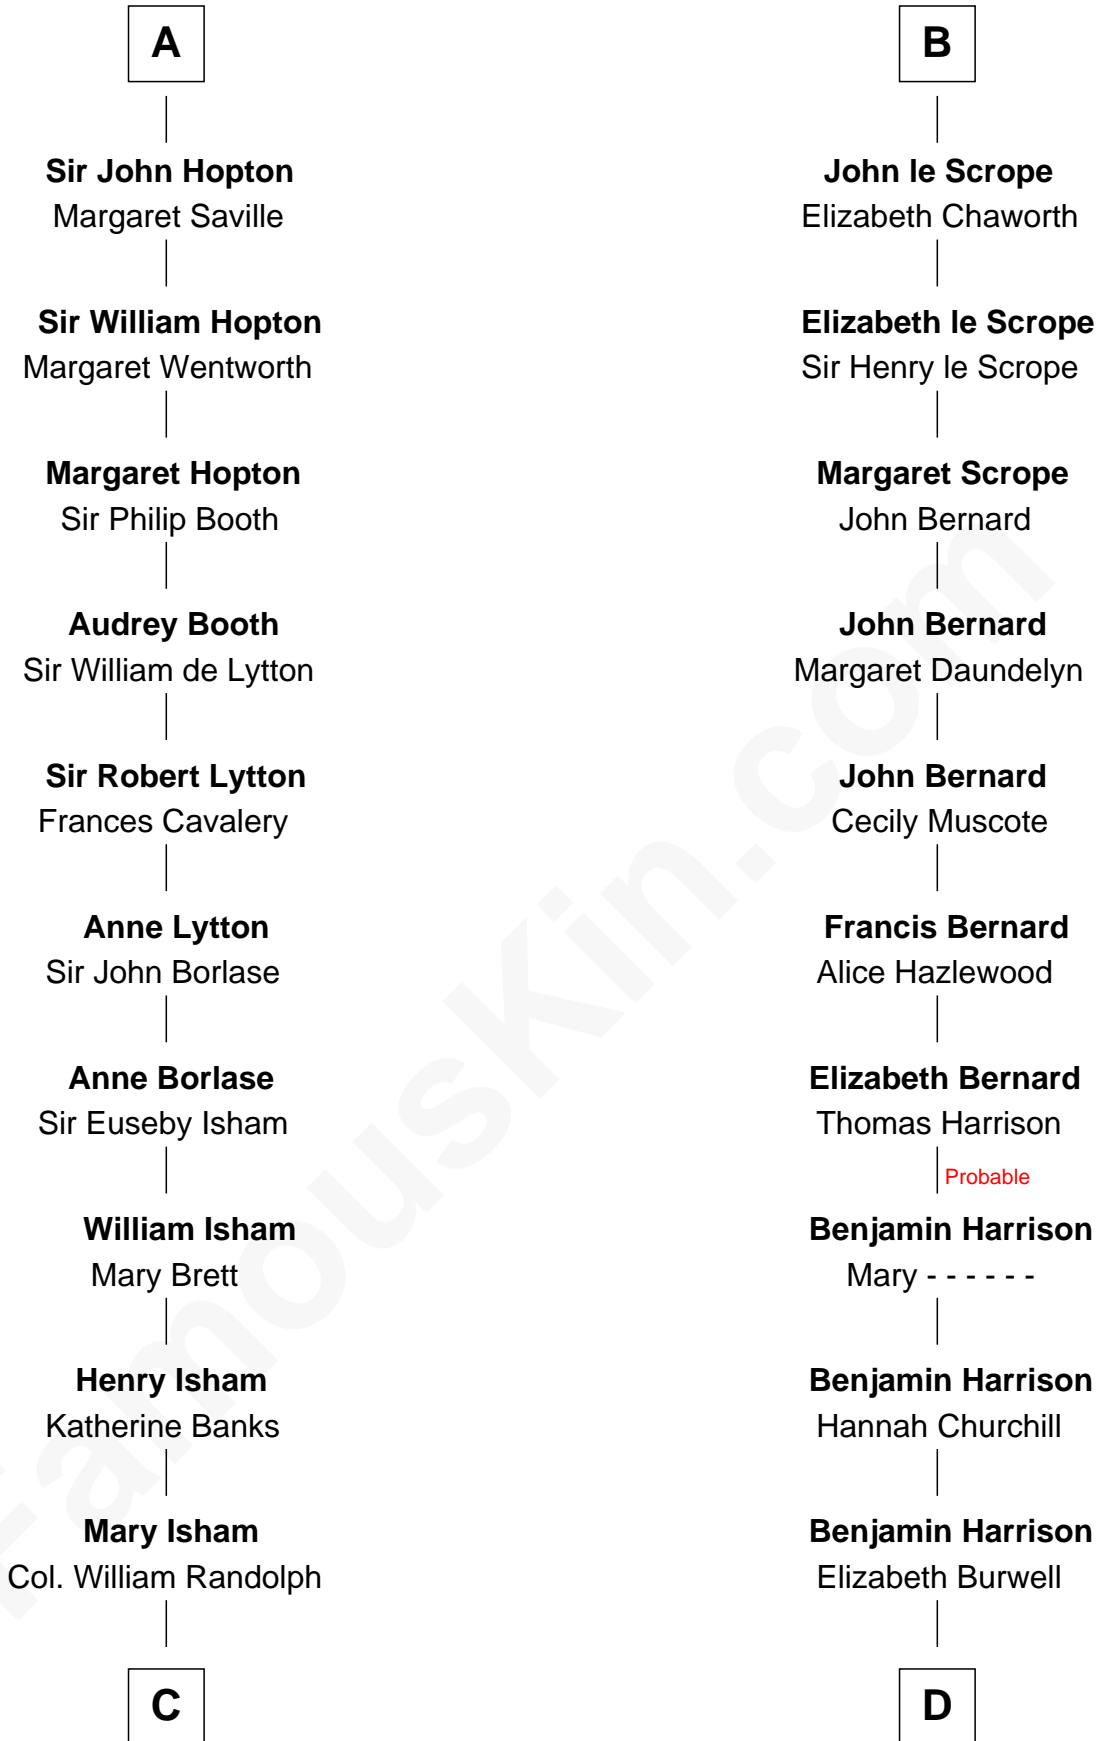 A
Sir John Hopton
Margaret Saville
Sir William Hopton
Margaret Wentworth
Margaret Hopton
Sir Philip Booth
Audrey Booth
Sir William de Lytton
Sir Robert Lytton
Frances Cavalery
Anne Lytton
Sir John Borlase
Anne Borlase
Sir Euseby Isham
William Isham
Mary Brett
Henry Isham
Katherine Banks
Mary Isham
Col. William Randolph
C
B
John le Scrope
Elizabeth Chaworth
Elizabeth le Scrope
Sir Henry le Scrope
Margaret Scrope
John Bernard
John Bernard
Margaret Daundelyn
John Bernard
Cecily Muscote
Francis Bernard
Alice Hazlewood
Elizabeth Bernard
Thomas Harrison
Probable
Benjamin Harrison
Mary - - - - - -
Benjamin Harrison
Hannah Churchill
Benjamin Harrison
Elizabeth Burwell
D
FamousKin.com